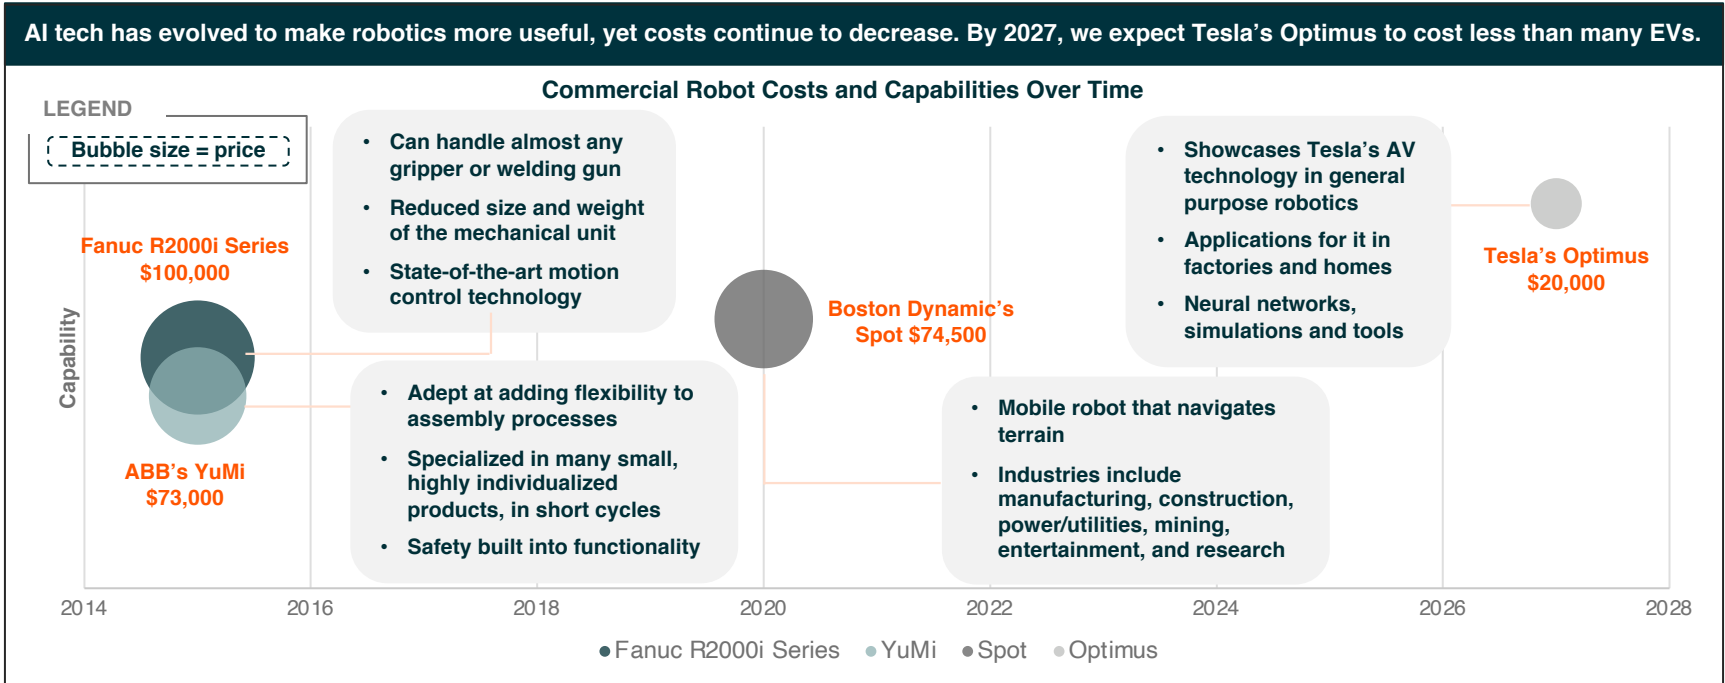 AI tech has evolved to make robotics more useful, yet costs continue to decrease. By 2027, we expect Tesla’s Optimus to cost less than many EVs.
Commercial Robot Costs and Capabilities Over Time
LEGEND
Bubble size = price
Capability
Fanuc R2000i Series
$100,000
• Can handle almost any
gripper or welding gun
• Reduced size and weight
of the mechanical unit
• State-of-the-art motion
control technology
ABB’s YuMi
$73,000
• Adept at adding flexibility to
assembly processes
• Specialized in many small,
highly individualized
products, in short cycles
• Safety built into functionality
Boston Dynamic’s
Spot $74,500
• Mobile robot that navigates
terrain
• Industries include
manufacturing, construction,
power/utilities, mining,
entertainment, and research
• Showcases Tesla’s AV
technology in general
purpose robotics
• Applications for it in
factories and homes
• Neural networks,
simulations and tools
Tesla’s Optimus
$20,000
2014 2016 2018 2020 2022 2024 2026 2028
Fanuc R2000i Series YuMi Spot Optimus